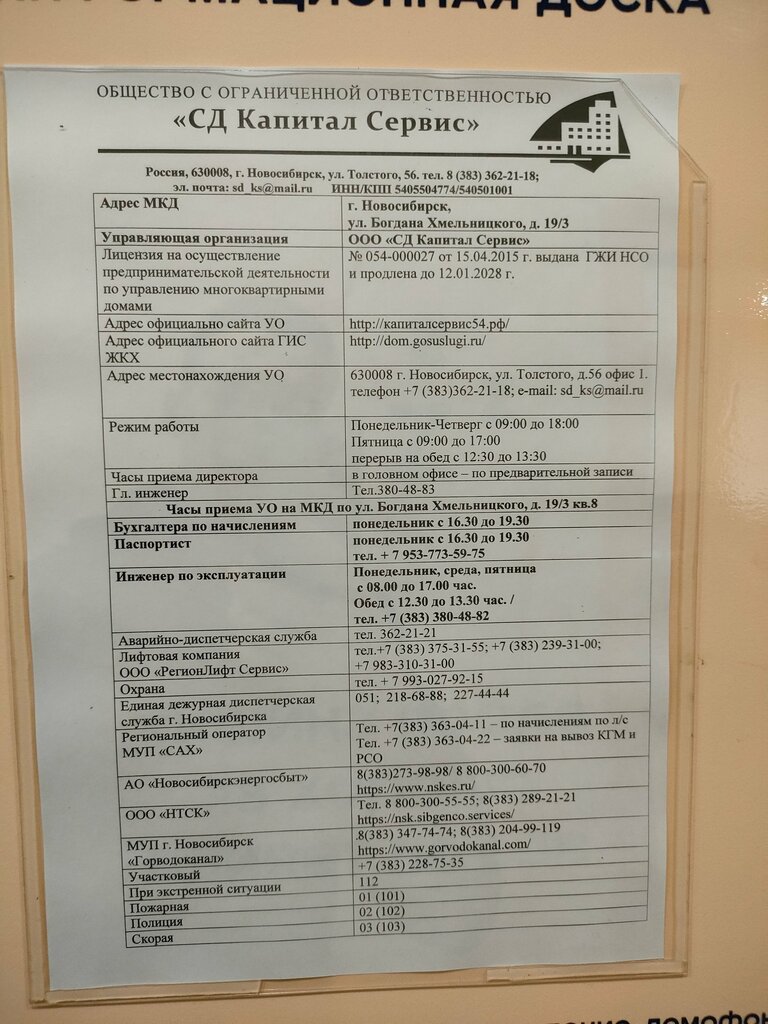 ДОСКА
ОБЩЕСТВО С ОГРАНИЧЕННОЙ ОТВЕТСТВЕННОСТЬЮ
«СД Капитал Сервис»
Россия, 630008, г. Новосибирск, ул. Толстого, 56. тел. 8 (383) 362-21-18;
эл. почта: sd_ks@mail.ru ИНН/КПП 5405504774/540501001
Адрес МКД
г. Новосибирск,
ул. Богдана Хмельницкого, д. 19/3
Управляющая организация
ООО «СД Капитал Сервис»
Лицензия на осуществление
предпринимательской деятельности
по управлению многоквартирными
домами
№ 054-000027 от 15.04.2015 г. выдана ГЖИ НСО
и продлена до 12.01.2028 г.
Адрес официально сайта УО
http://капиталсервис54.рф/
Адрес официального сайта ГИС
ЖКХ
http://dom.gosuslugi.ru/
Адрес местонахождения УО
630008 г. Новосибирск, ул. Толстого, д.56 офис 1.
телефон +7 (383)362-21-18; e-mail: sd_ks@mail.ru
Режим работы
Понедельник-Четверг с 09:00 до 18:00
Пятница с 09:00 до 17:00
перерыв на обед с 12:30 до 13:30
Часы приема директора
в головном офисе – по предварительной записи
Гл. инженер
Тел.380-48-83
Часы приема УО на МКД по ул. Богдана Хмельницкого, д. 19/3 кв.8
Бухгалтера по начислениям
понедельник с 16.30 до 19.30
Паспортист
понедельник с 16.30 до 19.30
тел. + 7 953-773-59-75
Инженер по эксплуатации
Понедельник, среда, пятница
с 08.00 до 17.00 час.
Обед с 12.30 до 13.30 час. /
тел. +7 (383) 380-48-82
Аварийно-диспетчерская служба
тел. 362-21-21
Лифтовая компания
ООО «РегионЛифт Сервис»
тел.+7 (383) 375-31-55; +7 (383) 239-31-00;
+7 983-310-31-00
Охрана
тел. + 7 993-027-92-15
Единая дежурная диспетчерская
служба г. Новосибирска
051; 218-68-88; 227-44-44
Региональный оператор
МУП «САХ»
Тел. +7(383) 363-04-11 – по начислениям по л/с
Тел. +7 (383) 363-04-22 – заявки на вывоз КГМ и
РСО
АО «Новосибирскэнергосбыт»
8(383)273-98-98/ 8 800-300-60-70
https://www.nskes.ru/
ООО «НТСК»
Тел. 8 800-300-55-55; 8(383) 289-21-21
https://nsk.sibgenco.services/
МУП г. Новосибирск
«Горводоканал»
.8(383) 347-74-74; 8(383) 204-99-119
https://www.gorvodokanal.com/
Участковый
+7 (383) 228-75-35
При экстренной ситуации
112
Пожарная
01 (101)
Полиция
02 (102)
Скорая
03 (103)